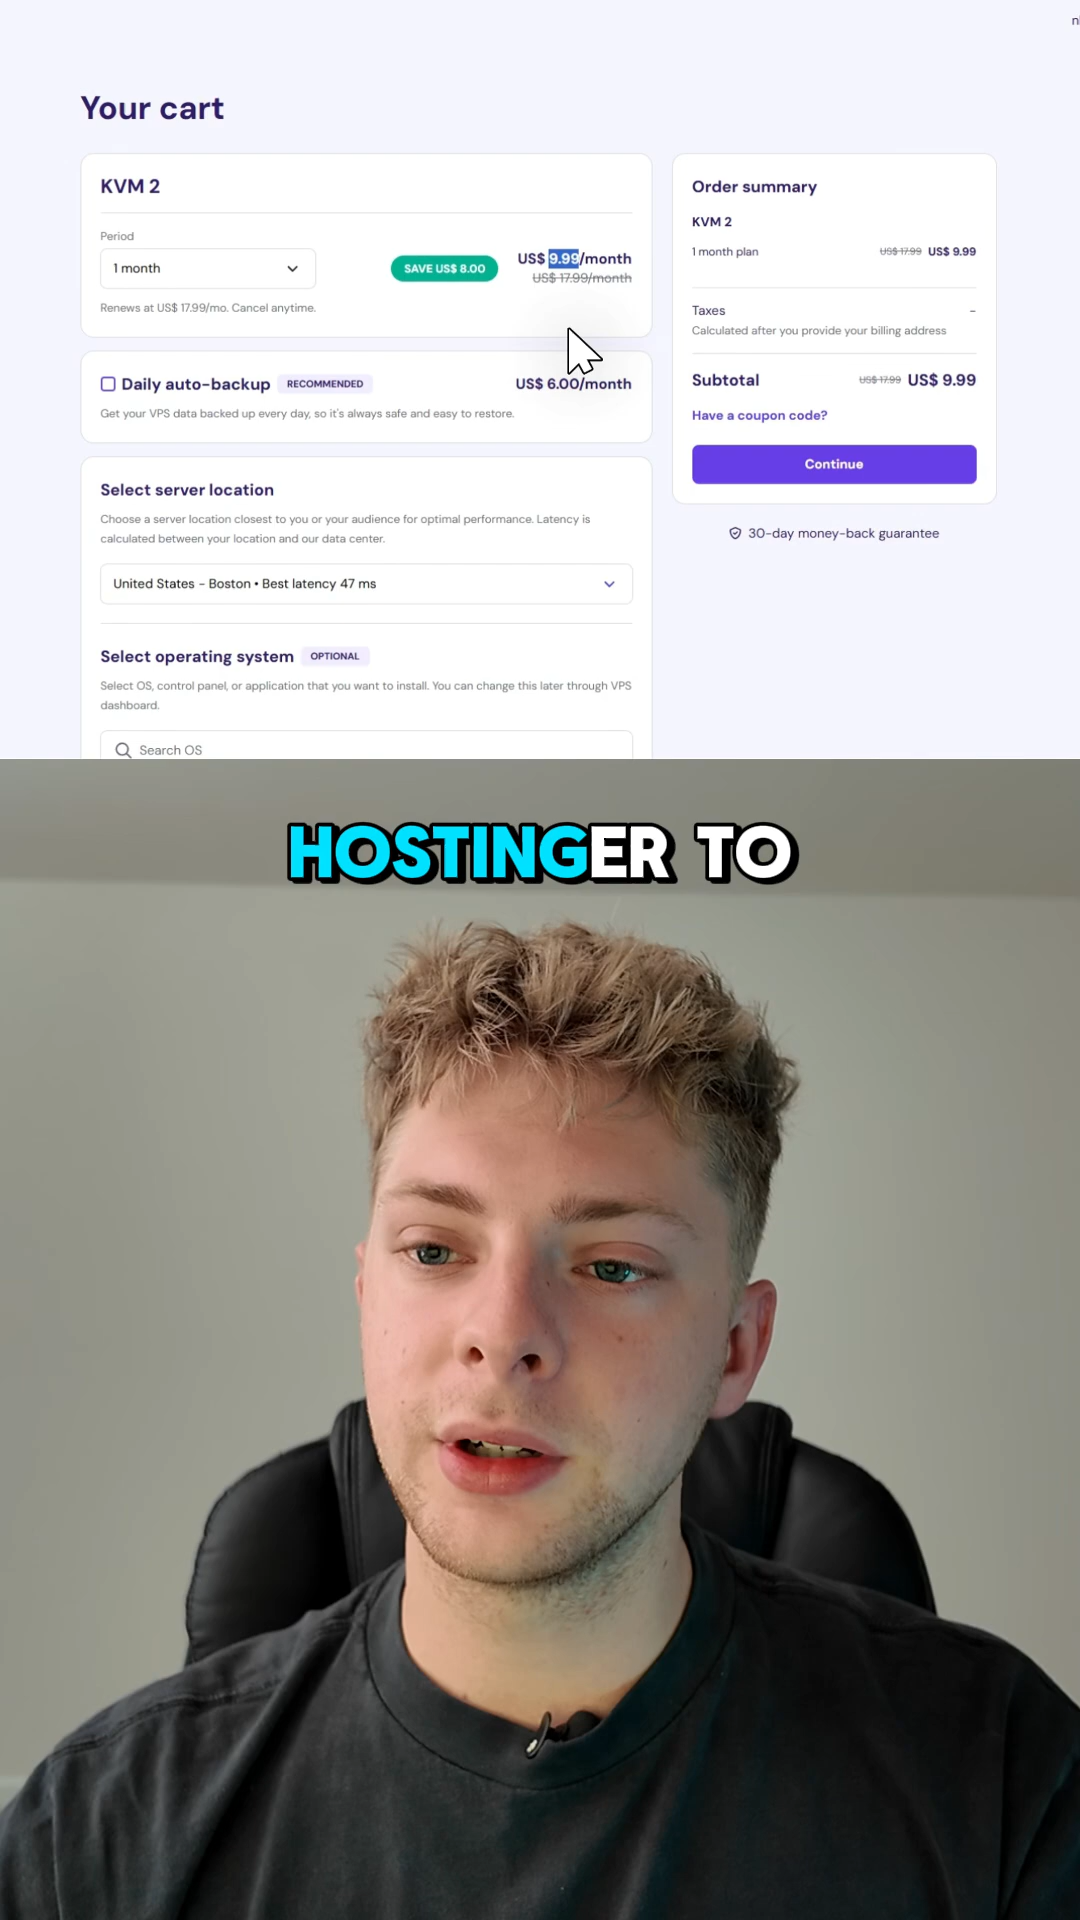 Your cart
KVM 2
Period
1 month
SAVE US$ 8.00
US$ 9.99/month
US$ 17.99/month
Renews at US$ 17.99/mo. Cancel anytime.
Daily auto-backup RECOMMENDED US$ 6.00/month
Get your VPS data backed up every day, so it's always safe and easy to restore.
Select server location
Choose a server location closest to you or your audience for optimal performance. Latency is
calculated between your location and our data center.
United States - Boston • Best latency 47 ms
Select operating system OPTIONAL
Select OS, control panel, or application that you want to install. You can change this later through VPS
dashboard.
Search OS
Order summary
KVM 2
1 month plan US$ 17.99 US$ 9.99
Taxes -
Calculated after you provide your billing address
Subtotal US$ 17.99 US$ 9.99
Have a coupon code?
Continue
30-day money-back guarantee
HOSTINGER TO